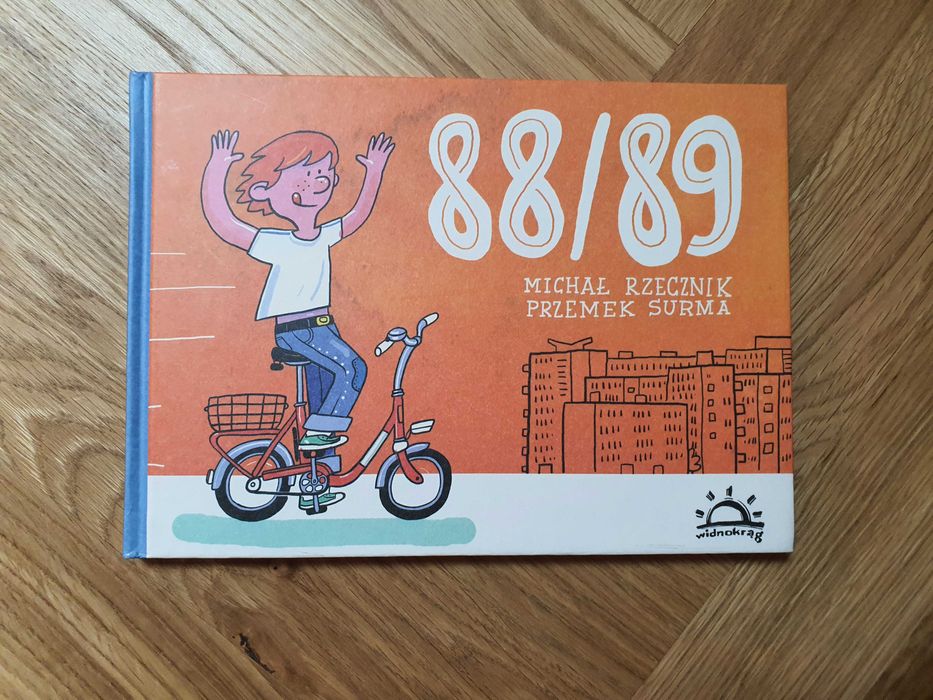 88/89
MICHAŁ RZECZNIK
PRZEMEK SURMA
widnokrąg